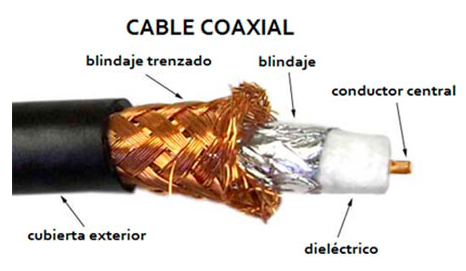 CABLE COAXIAL
blindaje trenzado
blindaje
conductor central
cubierta exterior
dieléctrico